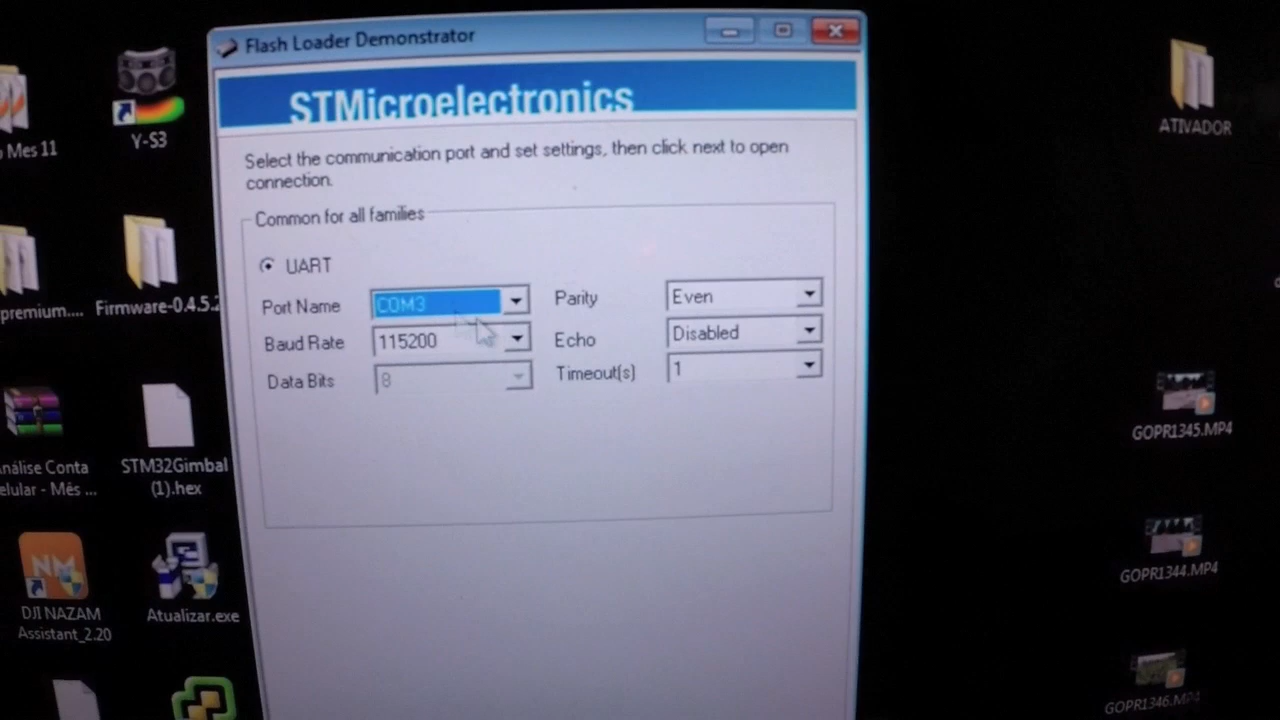 Flash Loader Demonstrator
STMicroelectronics
Select the communication port and set settings, then click next to open
connection.
Common for all families
UART
Port Name
COM3
Parity
Even
Baud Rate
115200
Echo
Disabled
Data Bits
8
Timeout(s)
1
Mes 11
Y-S3
premium....
Firmware-0.4.5.2
Conta
Mês ...
STM32Gimbal
(1).hex
DJI NAZAM
Assistant_2.20
Atualizar.exe
ATIVADOR
GOPR1345.MP4
GOPR1344.MP4
GOPR1346.MP4